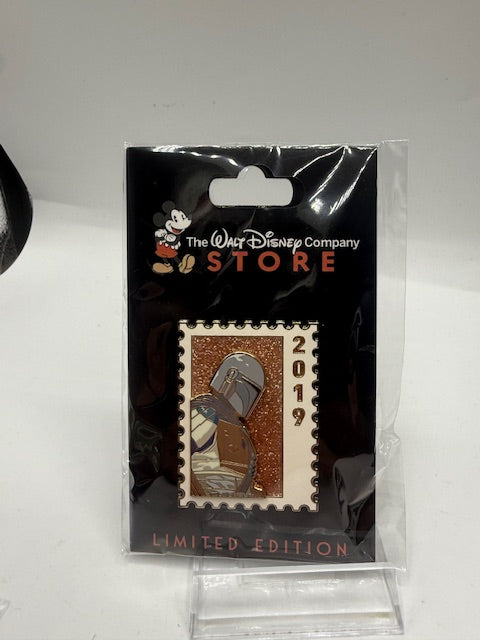 The Walt Disney Company
STORE
2019
LIMITED EDITION